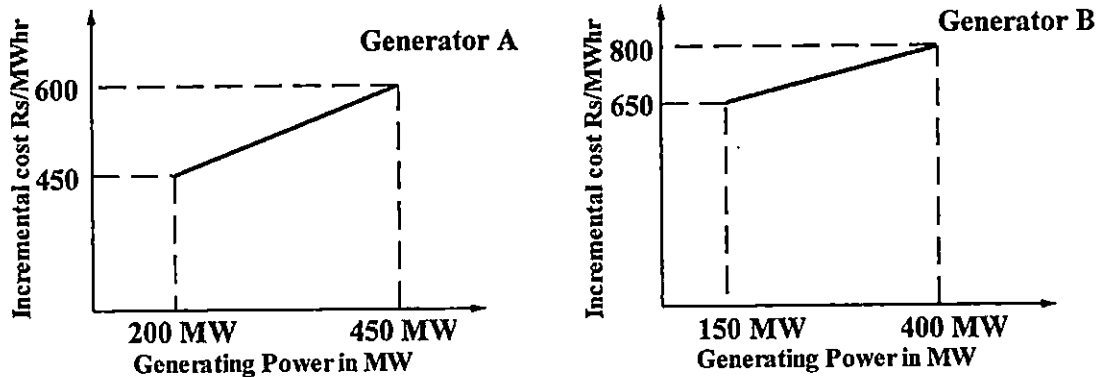 Incremental cost Rs/MWhr
Generator A
600
450
200 MW
450 MW
Generating Power in MW
Incremental cost Rs/MWhr
Generator B
800
650
150 MW
400 MW
Generating Power in MW